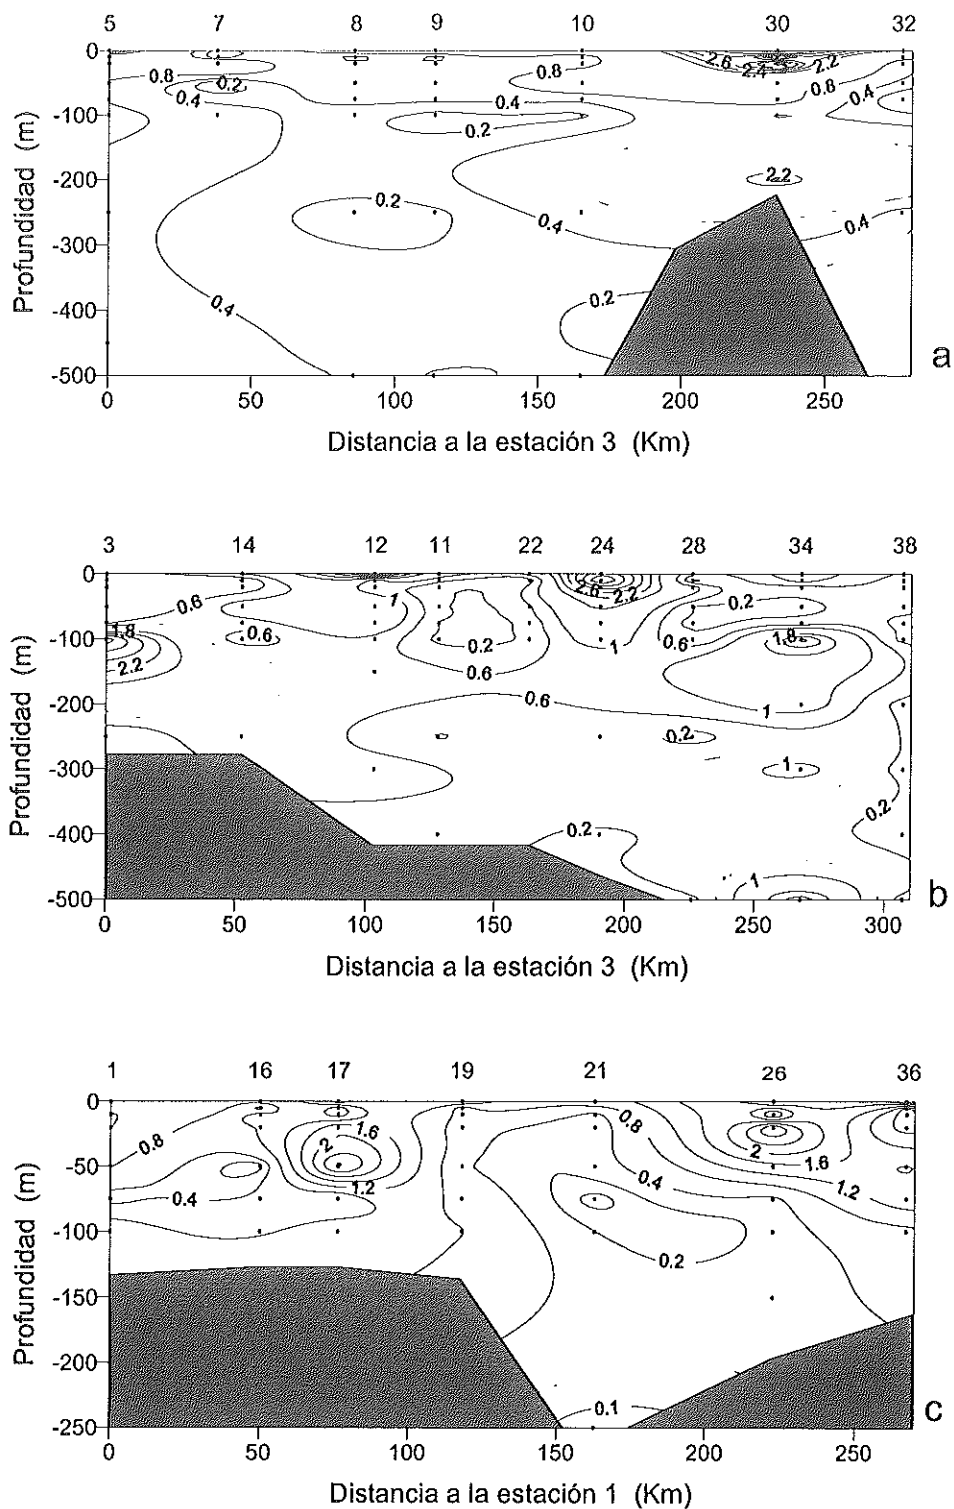 5 7 8 9 10 30 32
0
2.6 2.4 2.2
0.8 0.2 0.8 0.8
0.4 0.4 0.4
-100
0.2
-200
2.2
0.2
0.4 0.4
-300
0.4 0.2
-400
-500
0 50 100 150 200 250
Profundidad (m)
Distancia a la estación 3 (Km)
a
3 14 12 11 22 24 28 34 38
0
2.6 2.2
0.6 1 0.2
-100
1.8 0.6 0.2 1 0.6 1.8
2.2 0.6
-200
0.6 1
0.2
-300
1
0.2
-400
0.2
1
-500
0 50 100 150 200 250 300
Profundidad (m)
Distancia a la estación 3 (Km)
b
1 16 17 19 21 26 36
0
0.8 1.6 0.8
2 2 1.6
-50
0.4 1.2 0.4 1.2
-100
0.2
-150
-200
0.1
-250
0 50 100 150 200 250
Profundidad (m)
Distancia a la estación 1 (Km)
c